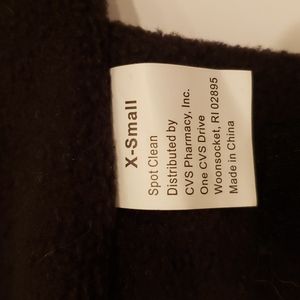 X-Small
Spot Clean
Distributed by
CVS Pharmacy, Inc.
One CVS Drive
Woonsocket, RI 02895
Made in China